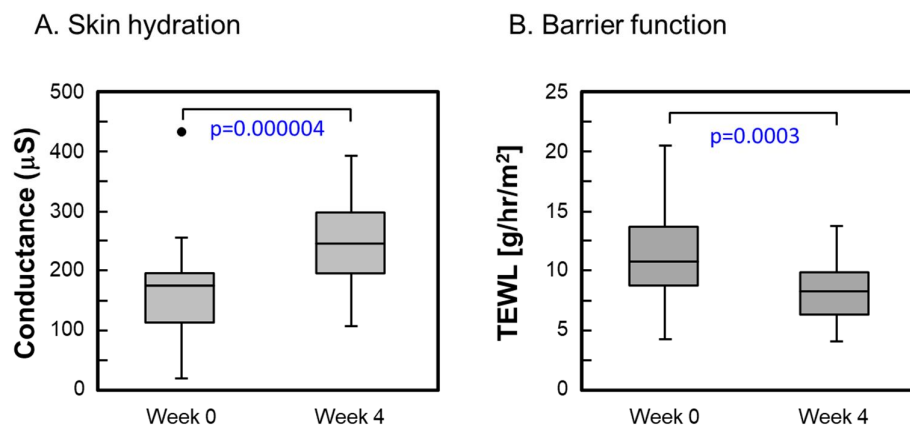 A. Skin hydration
Conductance (μS)
500
400
300
200
100
0
p=0.000004
Week 0
Week 4
B. Barrier function
TEWL [g/hr/m²]
25
20
15
10
5
0
p=0.0003
Week 0
Week 4